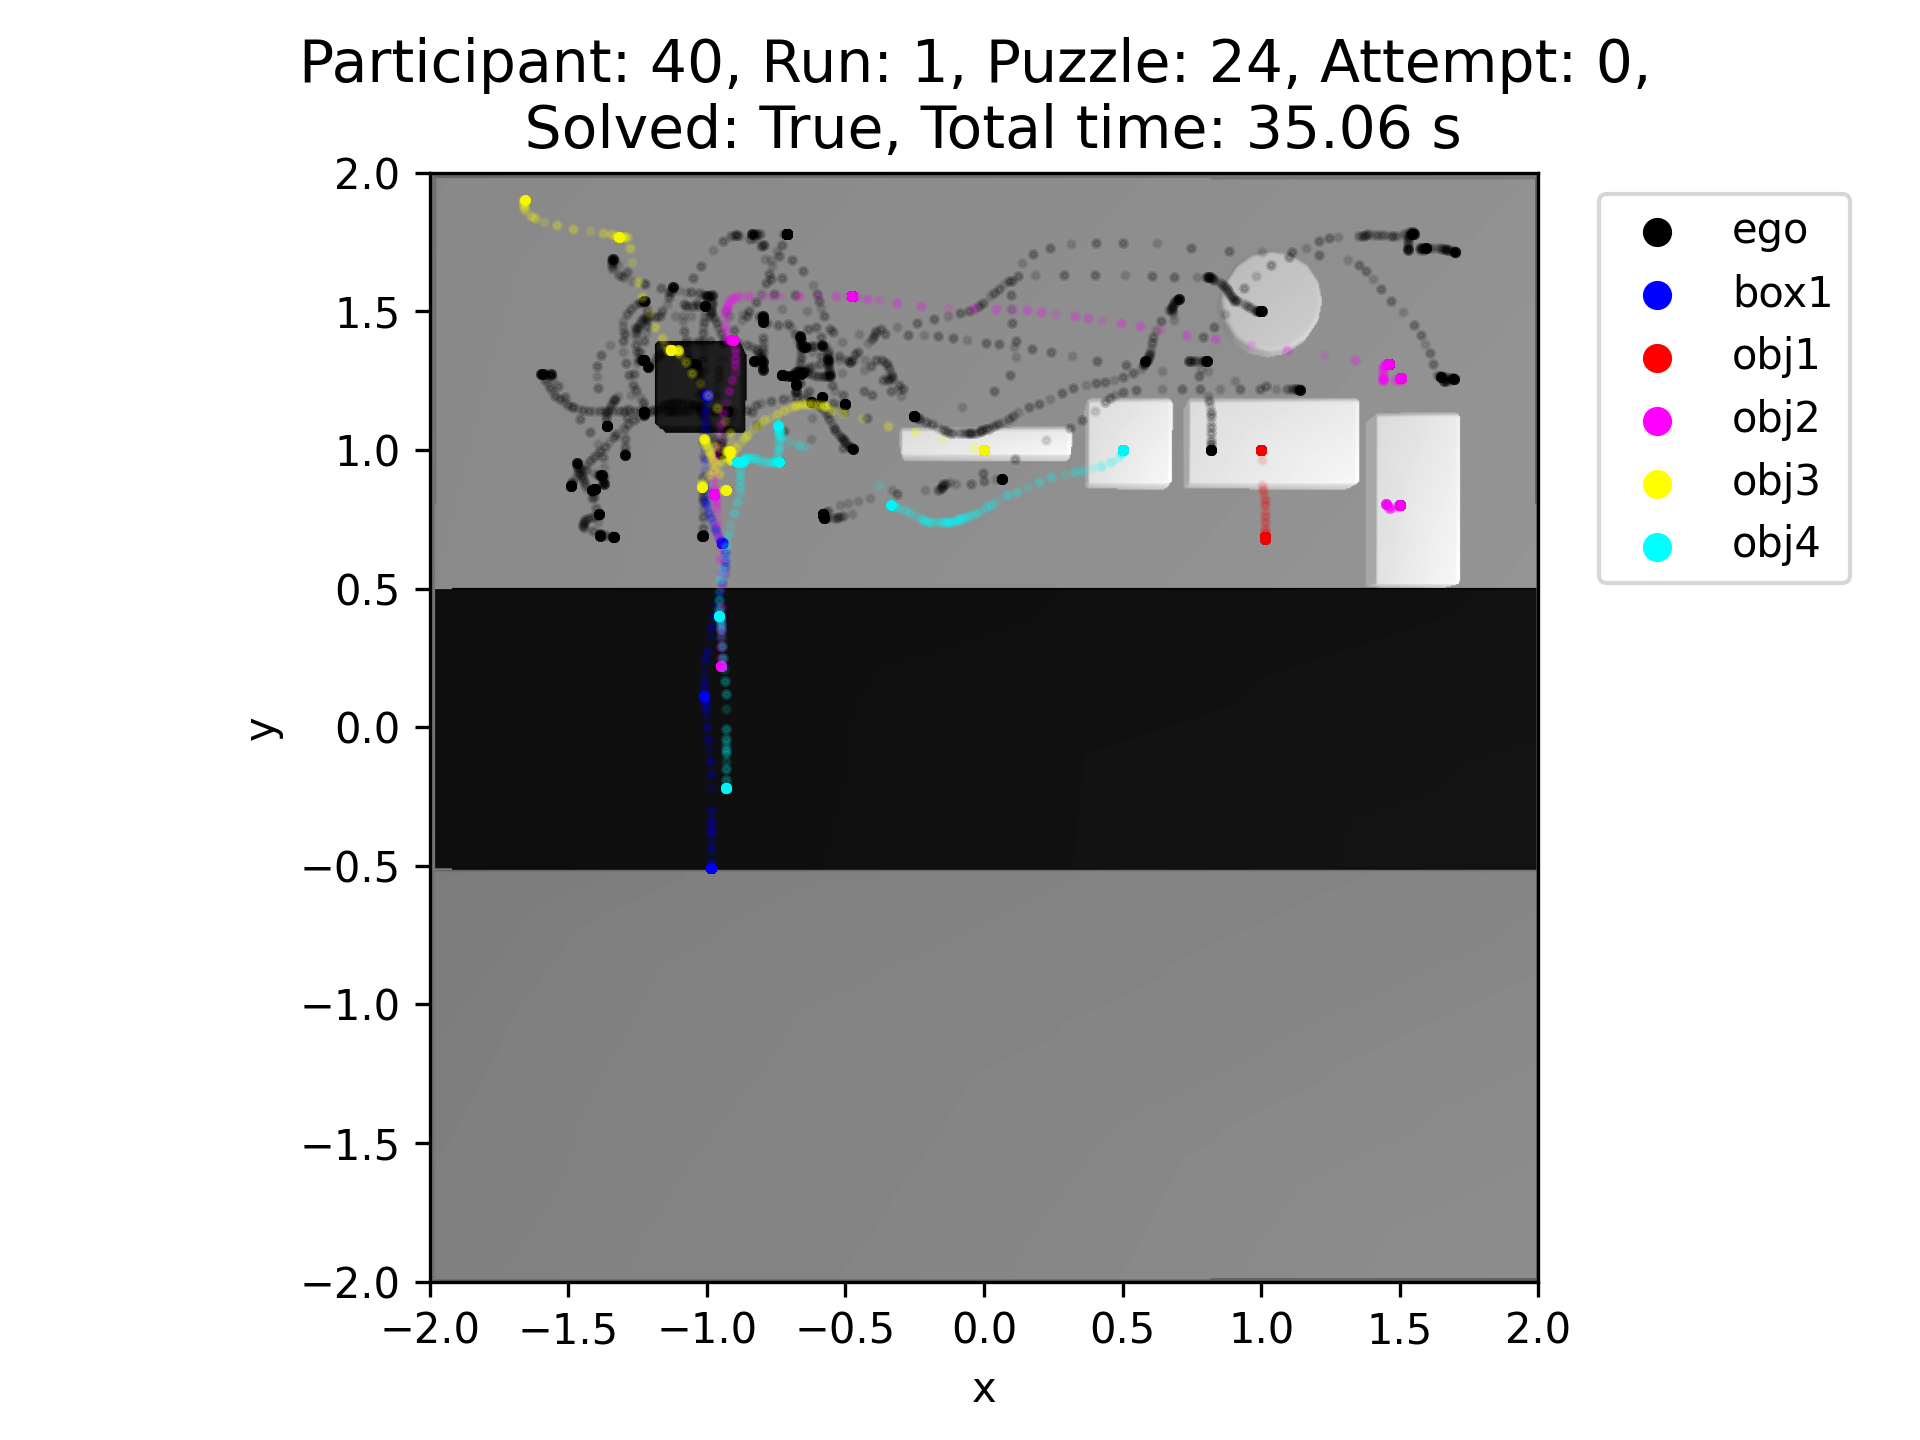 Participant: 40, Run: 1, Puzzle: 24, Attempt: 0,
Solved: True, Total time: 35.06 s
2.0
1.5
1.0
0.5
0.0
−0.5
−1.0
−1.5
−2.0
y
−2.0 −1.5 −1.0 −0.5 0.0 0.5 1.0 1.5 2.0
x
ego
box1
obj1
obj2
obj3
obj4